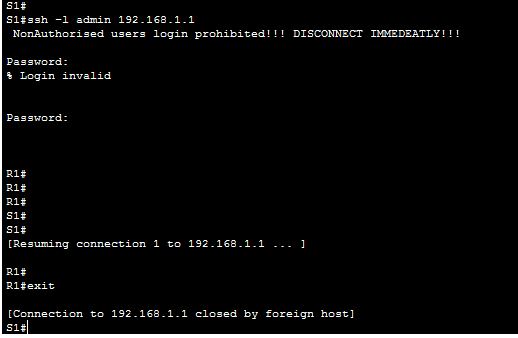 S1#
S1#ssh -l admin 192.168.1.1
NonAuthorised users login prohibited!!! DISCONNECT IMMEDEATLY!!!
Password:
% Login invalid
Password:
R1#
R1#
R1#
S1#
S1#
[Resuming connection 1 to 192.168.1.1 ... ]
R1#
R1#exit
[Connection to 192.168.1.1 closed by foreign host]
S1#